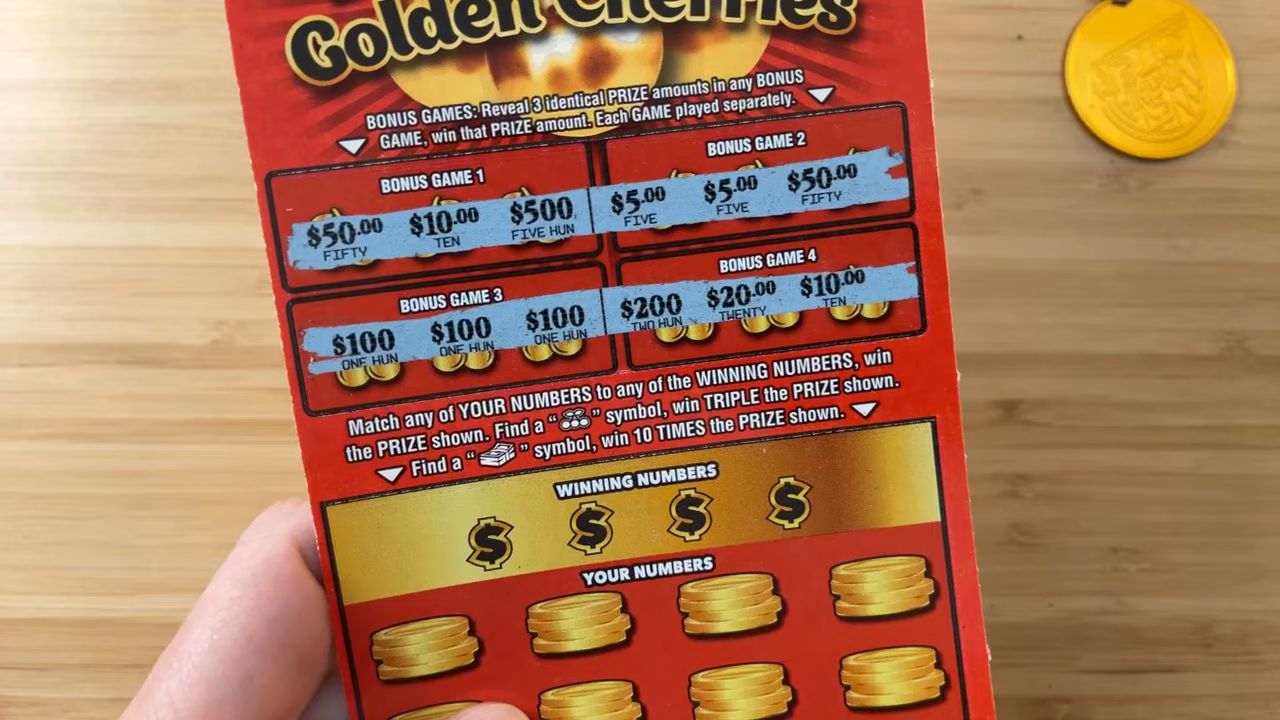 Golden Cherries
BONUS GAMES: Reveal 3 identical PRIZE amounts in any BONUS
GAME, win that PRIZE amount. Each GAME played separately.
BONUS GAME 1
$50.00 $10.00 $500
FIFTY TEN FIVE HUN
BONUS GAME 2
$5.00 $5.00 $50.00
FIVE FIVE FIFTY
BONUS GAME 3
$100 $100 $100
ONE HUN ONE HUN ONE HUN
BONUS GAME 4
$200 $20.00 $10.00
TWO HUN TWENTY TEN
Match any of YOUR NUMBERS to any of the WINNING NUMBERS, win
the PRIZE shown. Find a " " symbol, win TRIPLE the PRIZE shown.
Find a " " symbol, win 10 TIMES the PRIZE shown.
WINNING NUMBERS
$ $ $ $
YOUR NUMBERS